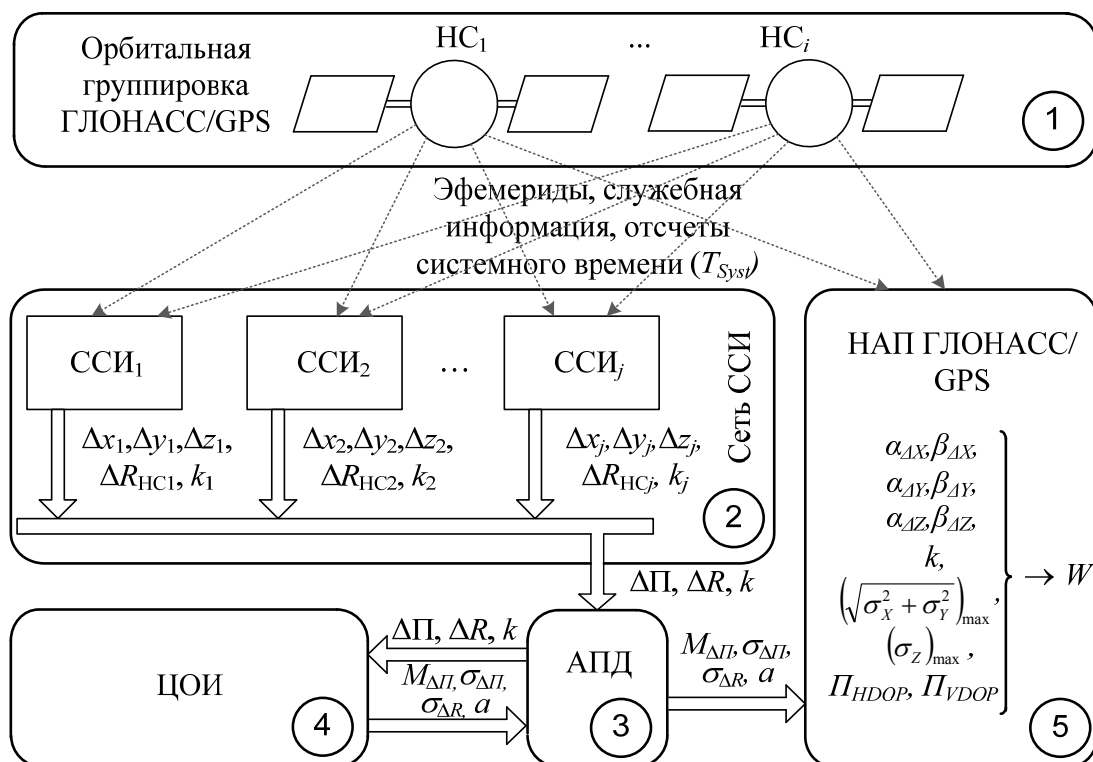 Орбитальная
группировка
ГЛОНАСС/GPS
НС1 ... НСi
1
Эфемериды, служебная
информация, отсчеты
системного времени (TSyst)
ССИ1
ССИ2
…
ССИj
Сеть ССИ
Δx1,Δy1,Δz1,
ΔRНС1, k1
Δx2,Δy2,Δz2,
ΔRНС2, k2
Δxj,Δyj,Δzj,
ΔRНСj, kj
2
ΔП, ΔR, k
ЦОИ
4
ΔП, ΔR, k
MΔП,σΔП,
σΔR, a
АПД
3
MΔП,σΔП,
σΔR, a
НАП ГЛОНАСС/
GPS
αΔX,βΔX,
αΔY,βΔY,
αΔZ,βΔZ,
k,
(√σX²+σY²)max,
(σZ)max,
ПHDOP, ПVDOP
→ W
5